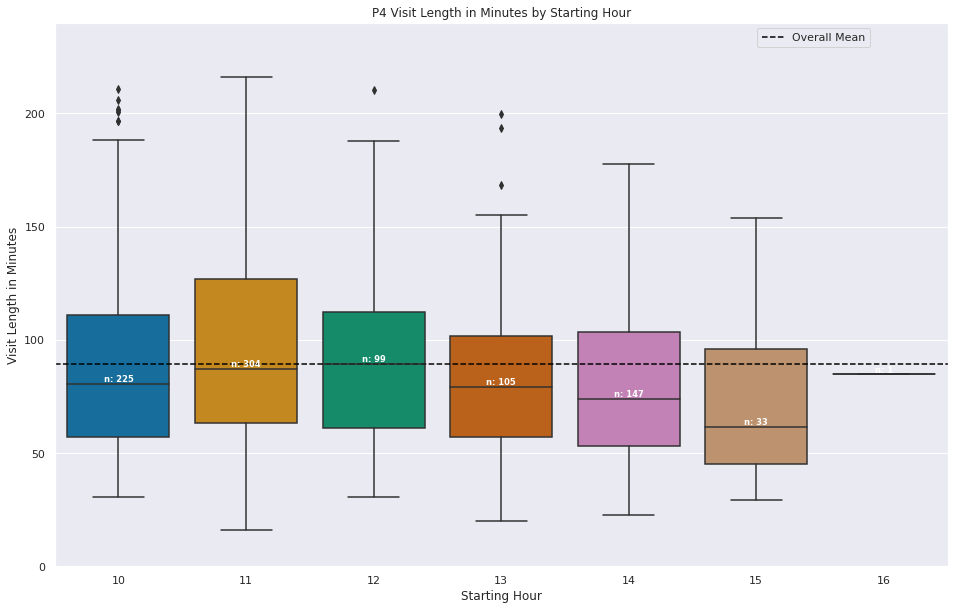 P4 Visit Length in Minutes by Starting Hour
Overall Mean
Visit Length in Minutes
200
150
100
50
0
n: 225
n: 304
n: 99
n: 105
n: 147
n: 33
10
11
12
13
14
15
16
Starting Hour